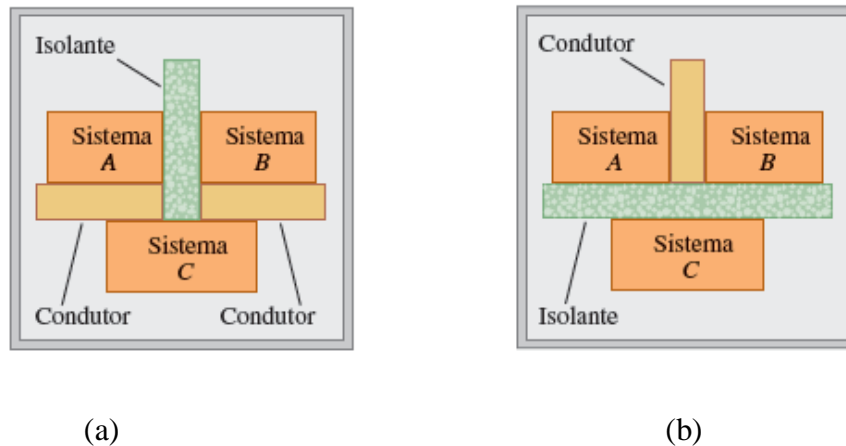 Isolante
Sistema
A
Sistema
B
Sistema
C
Condutor
Condutor
Condutor
Sistema
A
Sistema
B
Sistema
C
Isolante
(a)
(b)